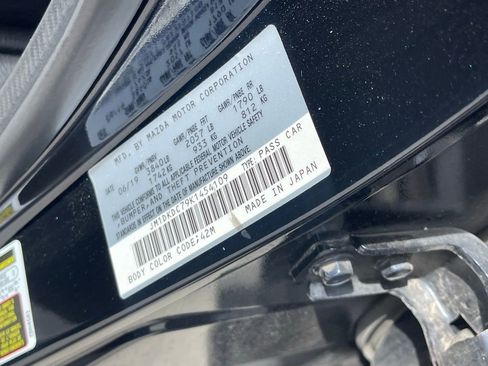 MFD. BY MAZDA MOTOR CORPORATION
06/19 GVWR/PNBV GAWR/PNBE FRT GAWR/PNBE RR
3840LB 2057 LB 1790 LB
1742KG 933 KG 812 KG
THIS VEHICLE CONFORMS TO ALL APPLICABLE FEDERAL MOTOR VEHICLE SAFETY
,BUMPER,AND THEFT PREVENTION
STANDARDS IN EFFECT ON THE DATE OF MANUFACTURE SHOWN ABOVE.
JM1DKDC79K1454109 TYPE:PASS CAR
BODY COLOR CODE:42M MADE IN JAPAN